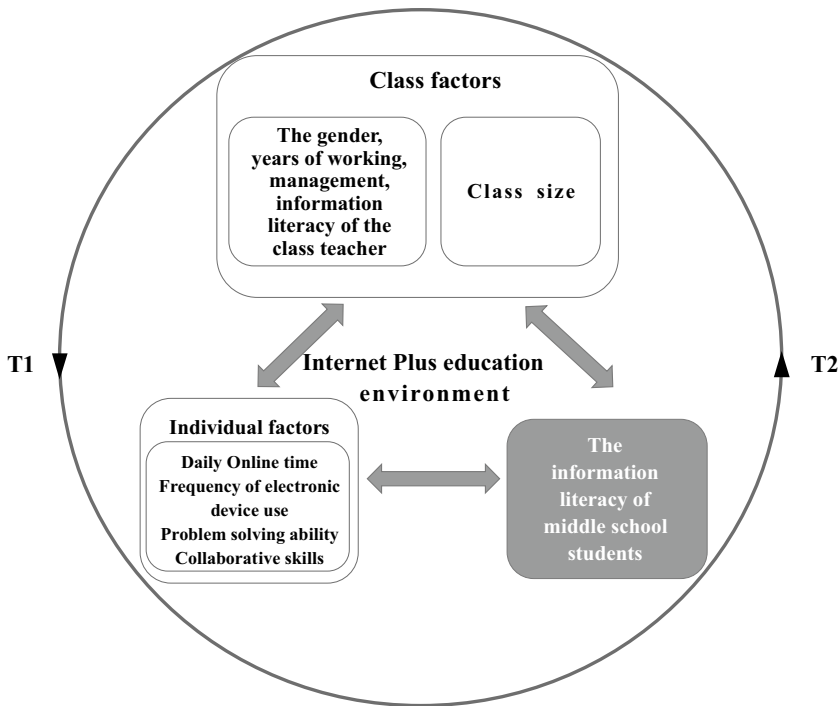 Class factors
The gender,
years of working,
management,
information
literacy of the
class teacher
Class size
T1
Internet Plus education
environment
T2
Individual factors
Daily Online time
Frequency of electronic
device use
Problem solving ability
Collaborative skills
The
information
literacy of
middle school
students